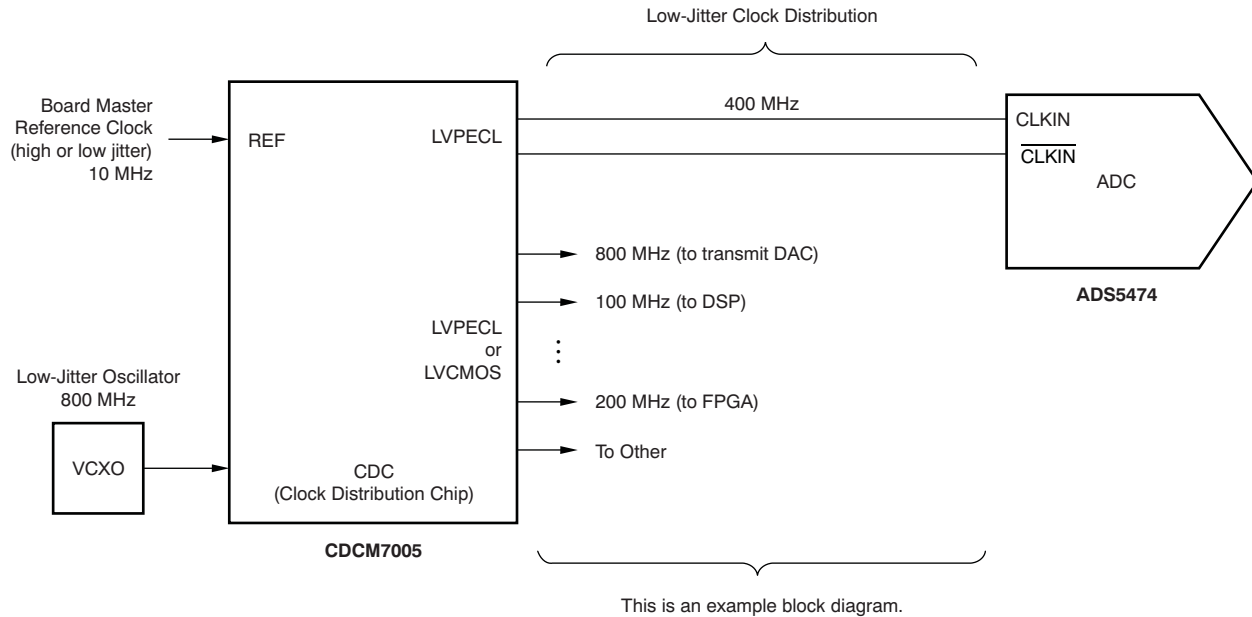 Low-Jitter Clock Distribution
Board Master
Reference Clock
(high or low jitter)
10 MHz
REF
LVPECL
400 MHz
CLKIN
CLKIN
ADC
ADS5474
800 MHz (to transmit DAC)
100 MHz (to DSP)
LVPECL
or
LVCMOS
⋮
200 MHz (to FPGA)
To Other
Low-Jitter Oscillator
800 MHz
VCXO
CDC
(Clock Distribution Chip)
CDCM7005
This is an example block diagram.